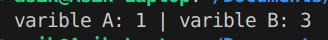 varible A: 1 | varible B: 3